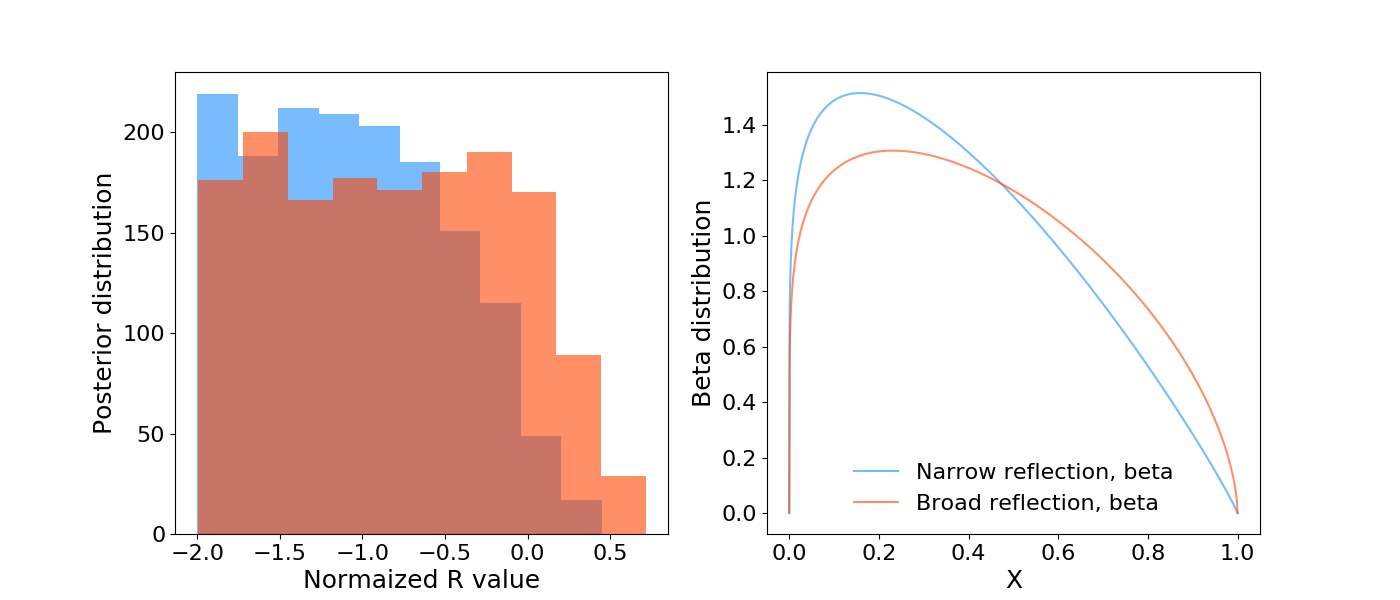 Posterior distribution
200
150
100
50
0
−2.0 −1.5 −1.0 −0.5 0.0 0.5
Normaized R value
Beta distribution
1.4
1.2
1.0
0.8
0.6
0.4
0.2
0.0
Narrow reflection, beta
Broad reflection, beta
0.0 0.2 0.4 0.6 0.8 1.0
X